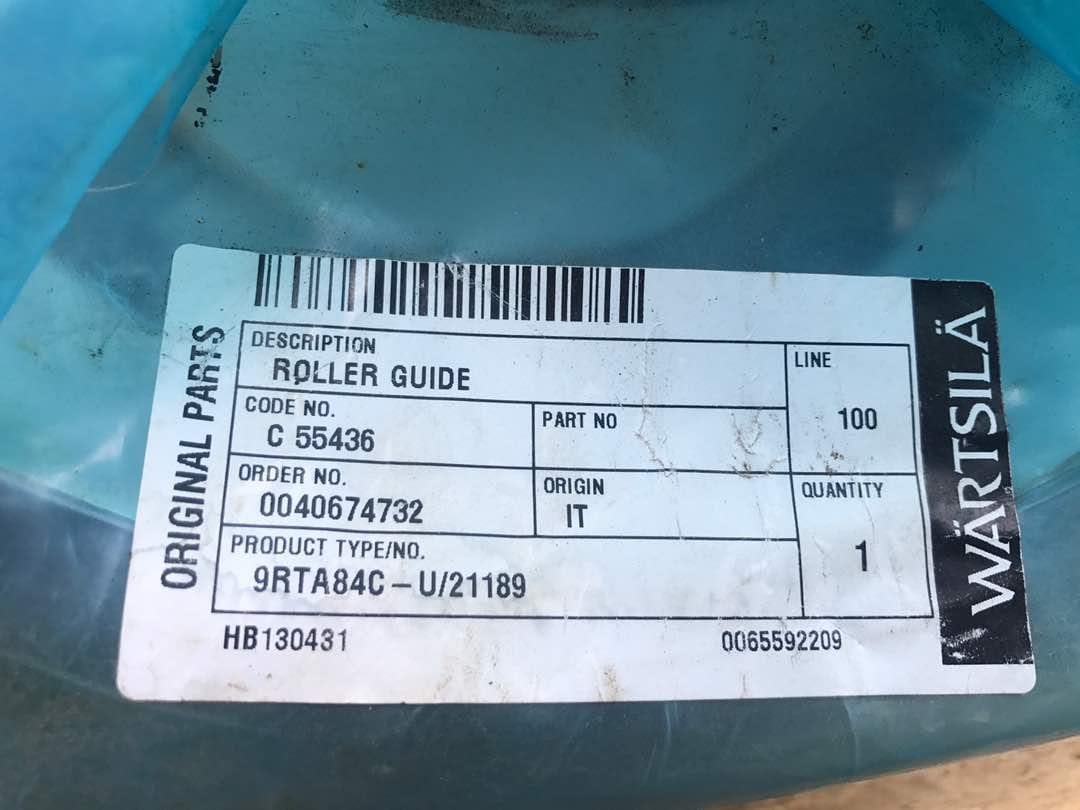 ORIGINAL PARTS
DESCRIPTION
ROLLER GUIDE
LINE
100
CODE NO.
C 55436
PART NO
ORDER NO.
0040674732
ORIGIN
IT
QUANTITY
1
PRODUCT TYPE/NO.
9RTA84C-U/21189
HB130431
0065592209
WÄRTSILÄ